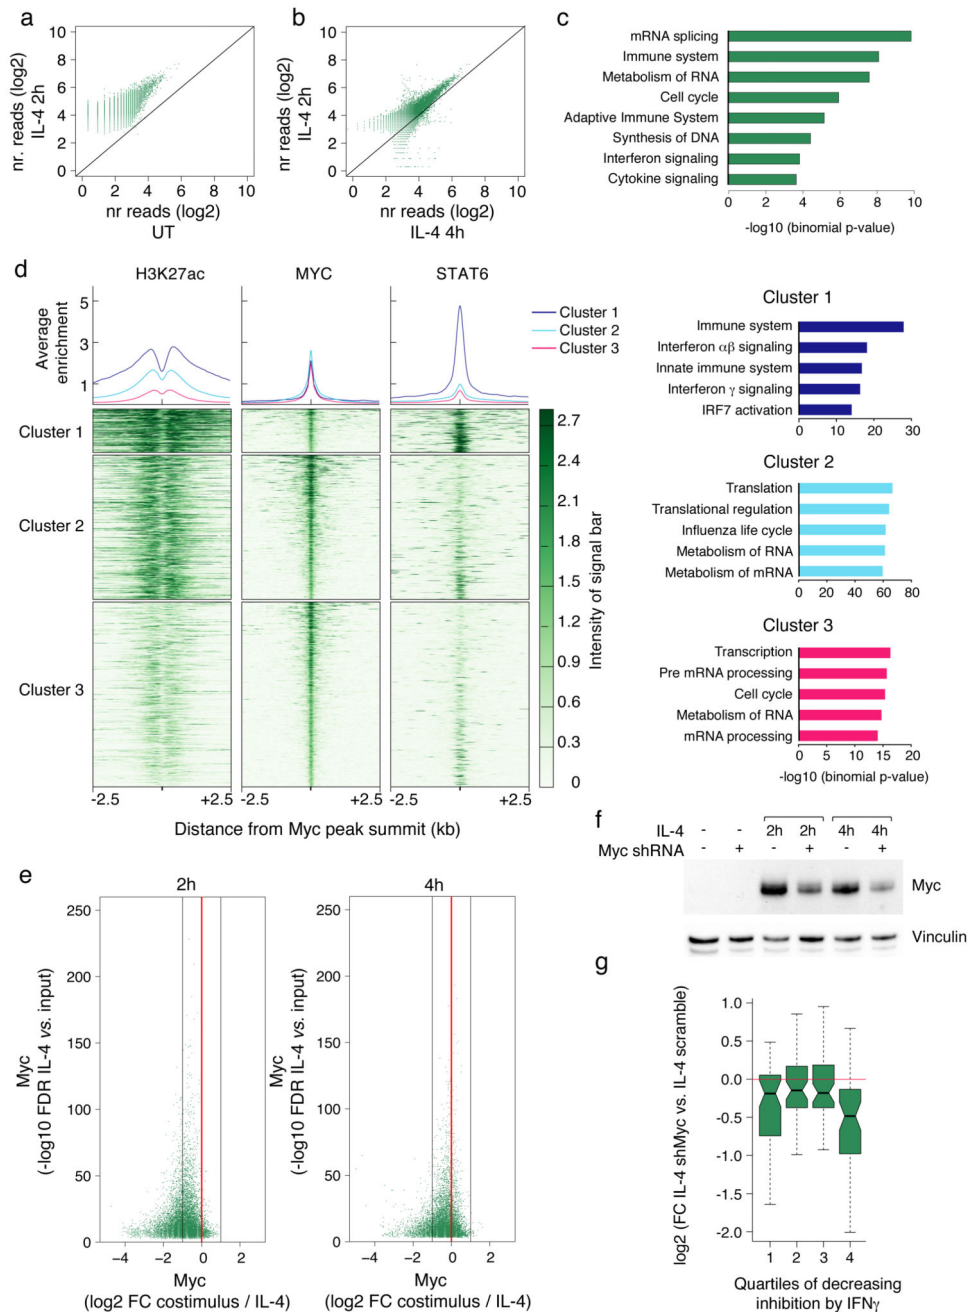 a
10
8
6
4
2
0
nr. reads (log2)
IL-4 2h
0 2 4 6 8 10
nr reads (log2)
UT
b
10
8
6
4
2
0
nr. reads (log2)
IL-4 2h
0 2 4 6 8 10
nr reads (log2)
IL-4 4h
c
mRNA splicing
Immune system
Metabolism of RNA
Cell cycle
Adaptive Immune System
Synthesis of DNA
Interferon signaling
Cytokine signaling
0 2 4 6 8 10
-log10 (binomial p-value)
d
H3K27ac MYC STAT6
Average
enrichment
5
3
1
Cluster 1
Cluster 2
Cluster 3
Cluster 1
Cluster 2
Cluster 3
2.7
2.4
2.1
1.8
1.5
1.2
0.9
0.6
0.3
0
Intensity of signal bar
-2.5 +2.5 -2.5 +2.5 -2.5 +2.5
Distance from Myc peak summit (kb)
Cluster 1
Immune system
Interferon αβ signaling
Innate immune system
Interferon γ signaling
IRF7 activation
0 10 20 30
Cluster 2
Translation
Translational regulation
Influenza life cycle
Metabolism of RNA
Metabolism of mRNA
0 20 40 60 80
Cluster 3
Transcription
Pre mRNA processing
Cell cycle
Metabolism of RNA
mRNA processing
0 5 10 15 20
-log10 (binomial p-value)
e
2h
250
200
150
100
50
0
Myc
(-log10 FDR IL-4 vs. input)
−4 −2 0 2
Myc
(log2 FC costimulus / IL-4)
4h
250
200
150
100
50
0
Myc
(-log10 FDR IL-4 vs. input)
−4 −2 0 2
Myc
(log2 FC costimulus / IL-4)
f
IL-4 - - 2h 2h 4h 4h
Myc shRNA - + - + - +
Myc
Vinculin
g
1.0
0.5
0.0
-0.5
-1.0
-1.5
-2.0
log2 (FC IL-4 shMyc vs. IL-4 scramble)
1 2 3 4
Quartiles of decreasing
inhibition by IFNγ